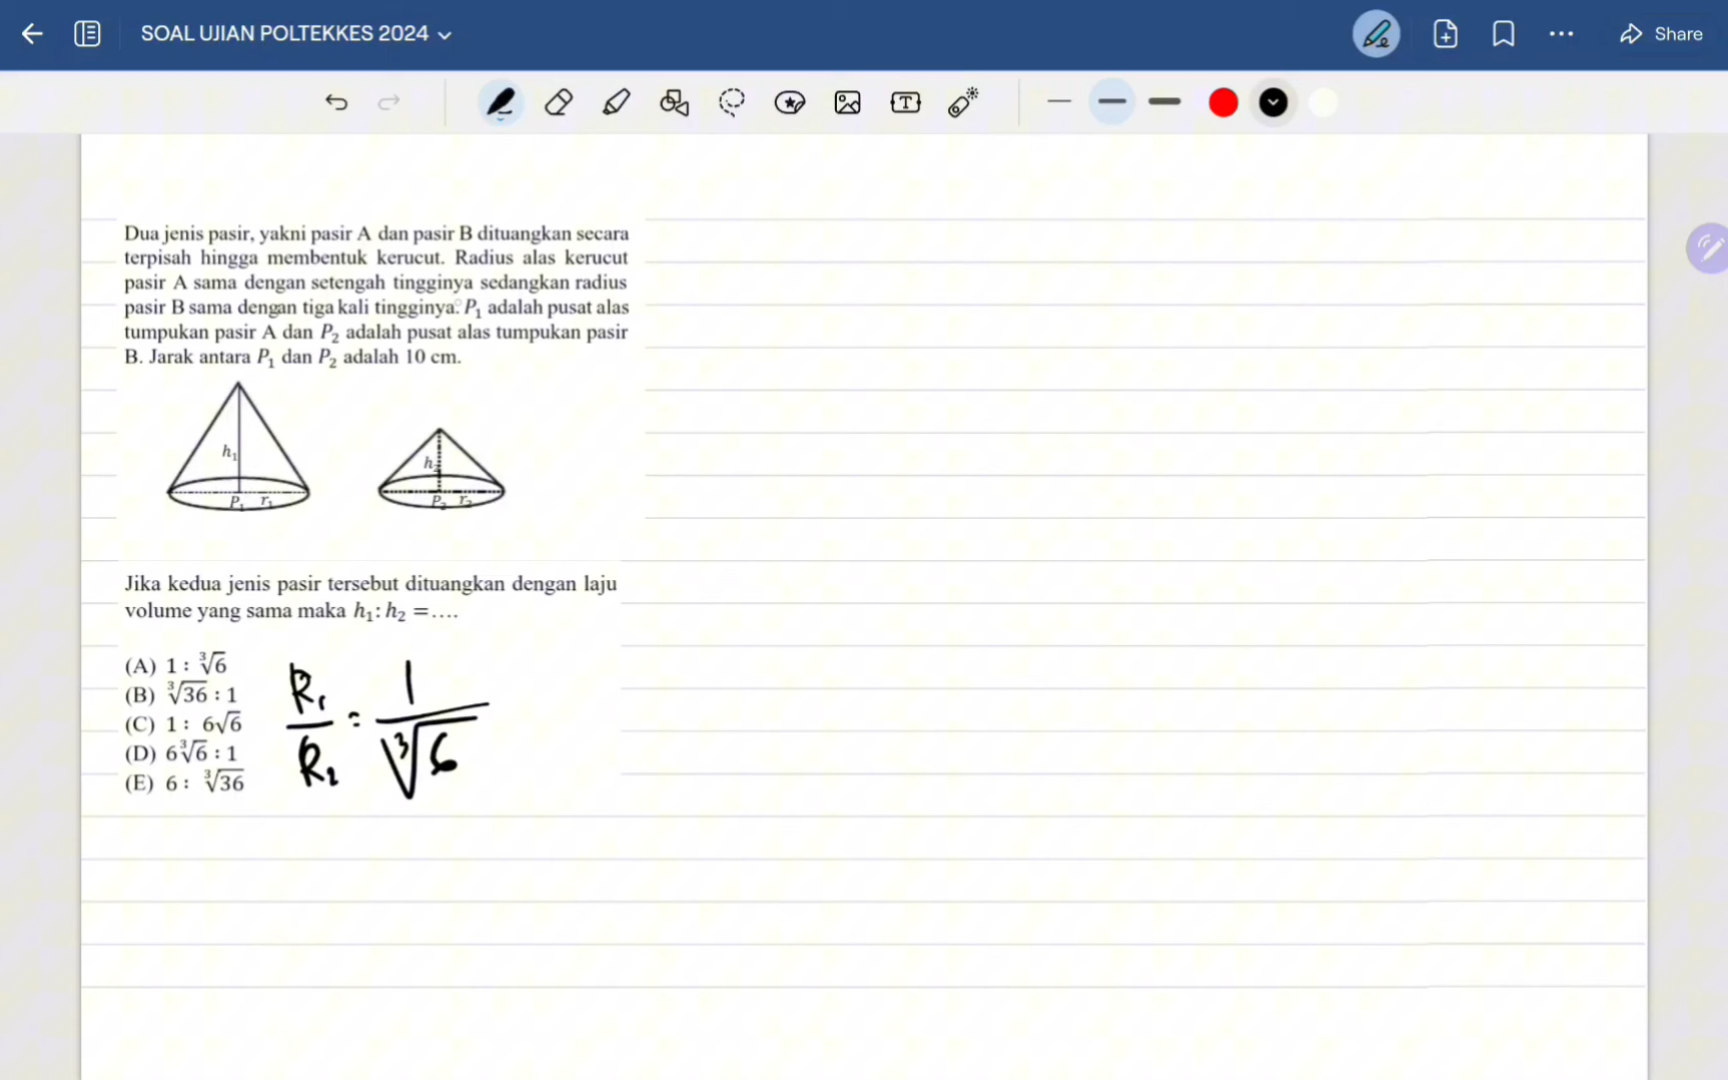 SOAL UJIAN POLTEKKES 2024
Share
Dua jenis pasir, yakni pasir A dan pasir B dituangkan secara
terpisah hingga membentuk kerucut. Radius alas kerucut
pasir A sama dengan setengah tingginya sedangkan radius
pasir B sama dengan tiga kali tingginya. P₁ adalah pusat alas
tumpukan pasir A dan P₂ adalah pusat alas tumpukan pasir
B. Jarak antara P₁ dan P₂ adalah 10 cm.
h₁
h₂
P₁ r₁
P₂ r₂
Jika kedua jenis pasir tersebut dituangkan dengan laju
volume yang sama maka h₁: h₂ =….
(A) 1 : ∛6
(B) ∛36 : 1
(C) 1 : 6√6
(D) 6∛6 : 1
(E) 6 : ∛36
R₁/R₂ = 1/∛6